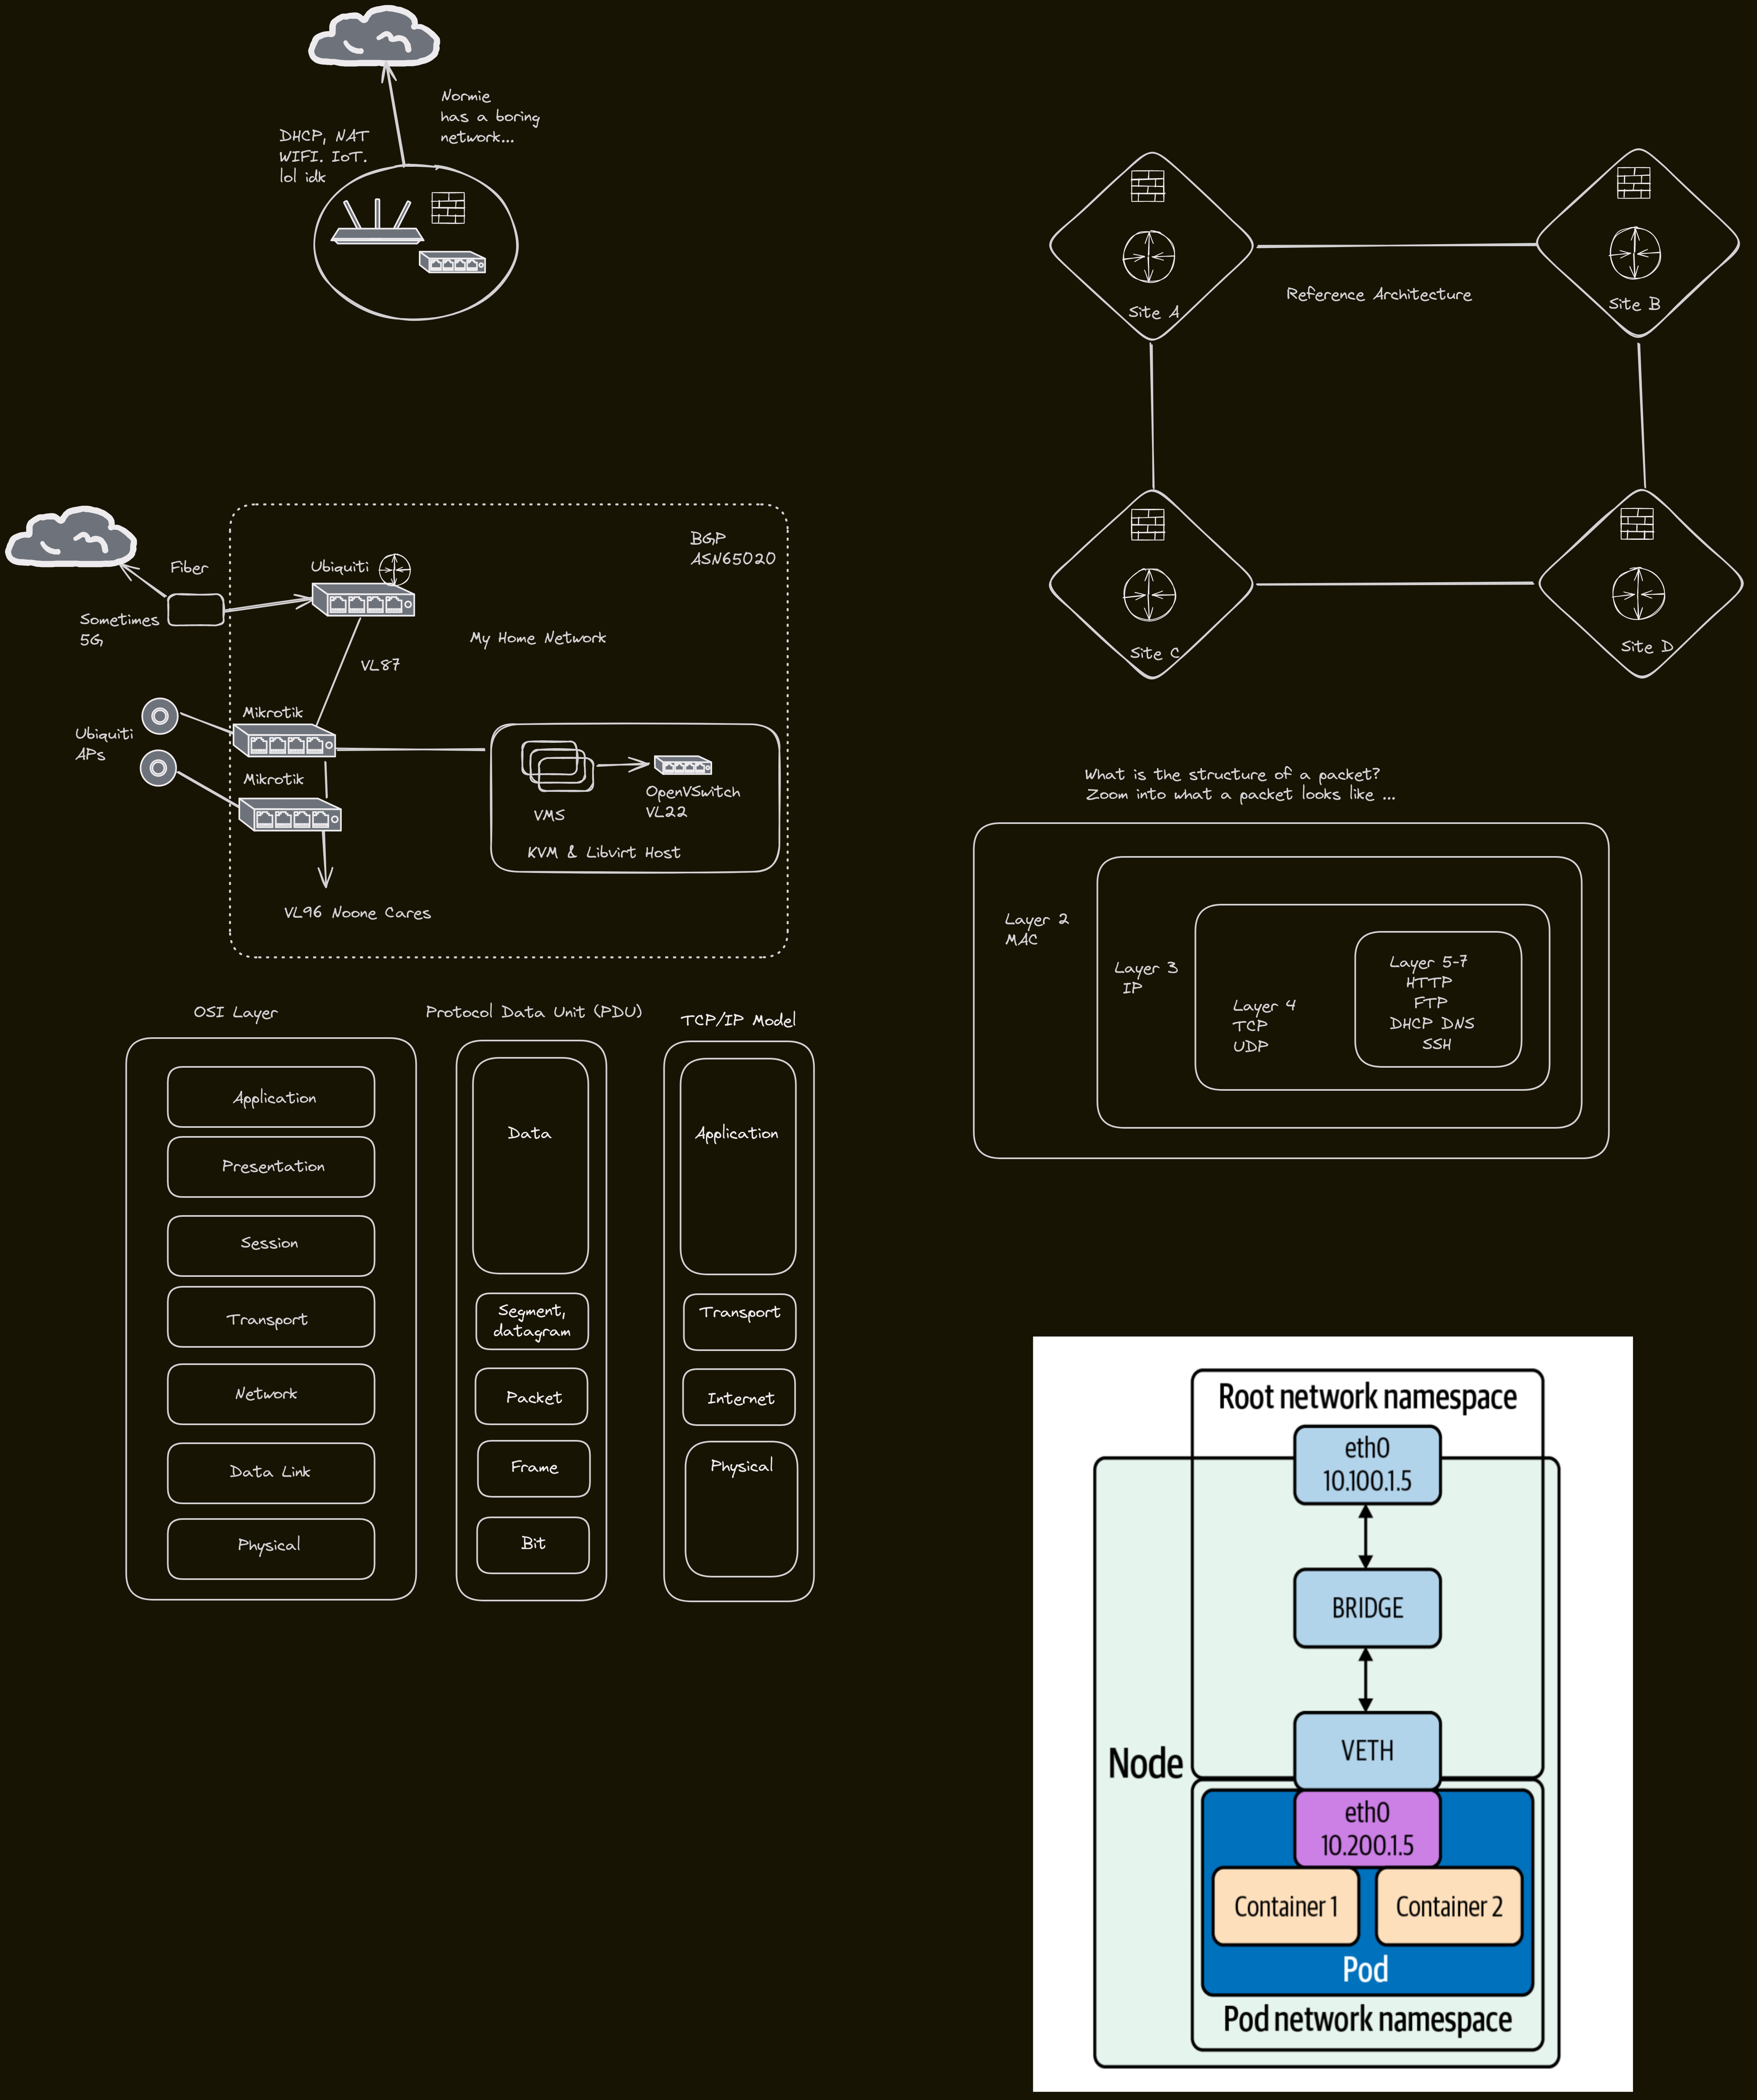 Normie
has a boring
network...
DHCP, NAT
WIFI. IoT.
lol idk
Site A
Site B
Reference Architecture
Site C
Site D
BGP
ASN65020
Fiber
Ubiquiti
Sometimes
5G
My Home Network
VL87
Mikrotik
Ubiquiti
APs
Mikrotik
OpenVSwitch
VL22
VMS
KVM & Libvirt Host
VL96 Noone Cares
What is the structure of a packet?
Zoom into what a packet looks like ...
Layer 2
MAC
Layer 3
IP
Layer 4
TCP
UDP
Layer 5-7
HTTP
FTP
DHCP DNS
SSH
OSI Layer
Application
Presentation
Session
Transport
Network
Data Link
Physical
Protocol Data Unit (PDU)
Data
Segment,
datagram
Packet
Frame
Bit
TCP/IP Model
Application
Transport
Internet
Physical
Root network namespace
eth0
10.100.1.5
BRIDGE
VETH
Node
eth0
10.200.1.5
Container 1
Container 2
Pod
Pod network namespace